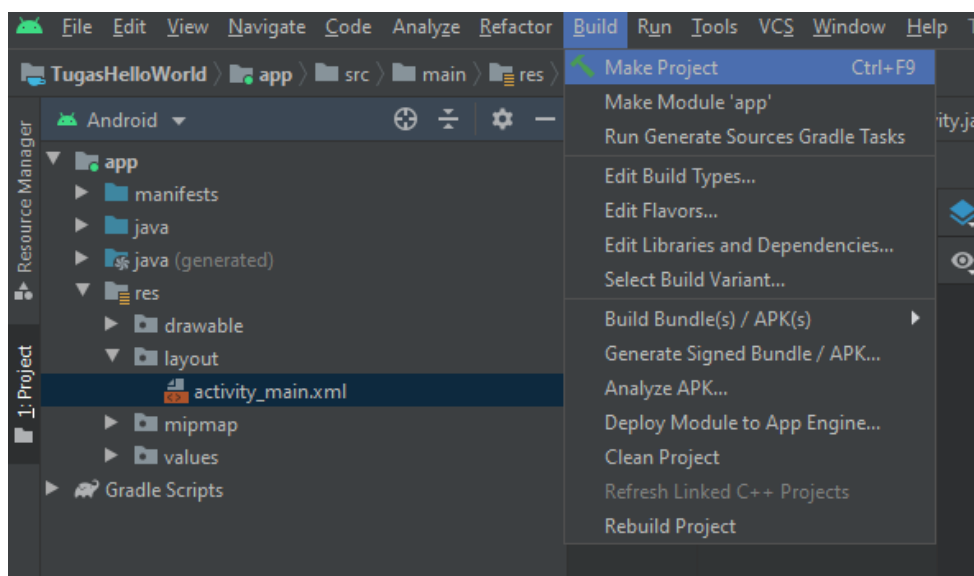 File Edit View Navigate Code Analyze Refactor Build Run Tools VCS Window Help
TugasHelloWorld app src main res
Android
app
manifests
java
java (generated)
res
drawable
layout
activity_main.xml
mipmap
values
Gradle Scripts
Resource Manager
1: Project
Make Project Ctrl+F9
Make Module 'app'
Run Generate Sources Gradle Tasks
Edit Build Types...
Edit Flavors...
Edit Libraries and Dependencies...
Select Build Variant...
Build Bundle(s) / APK(s)
Generate Signed Bundle / APK...
Analyze APK...
Deploy Module to App Engine...
Clean Project
Refresh Linked C++ Projects
Rebuild Project